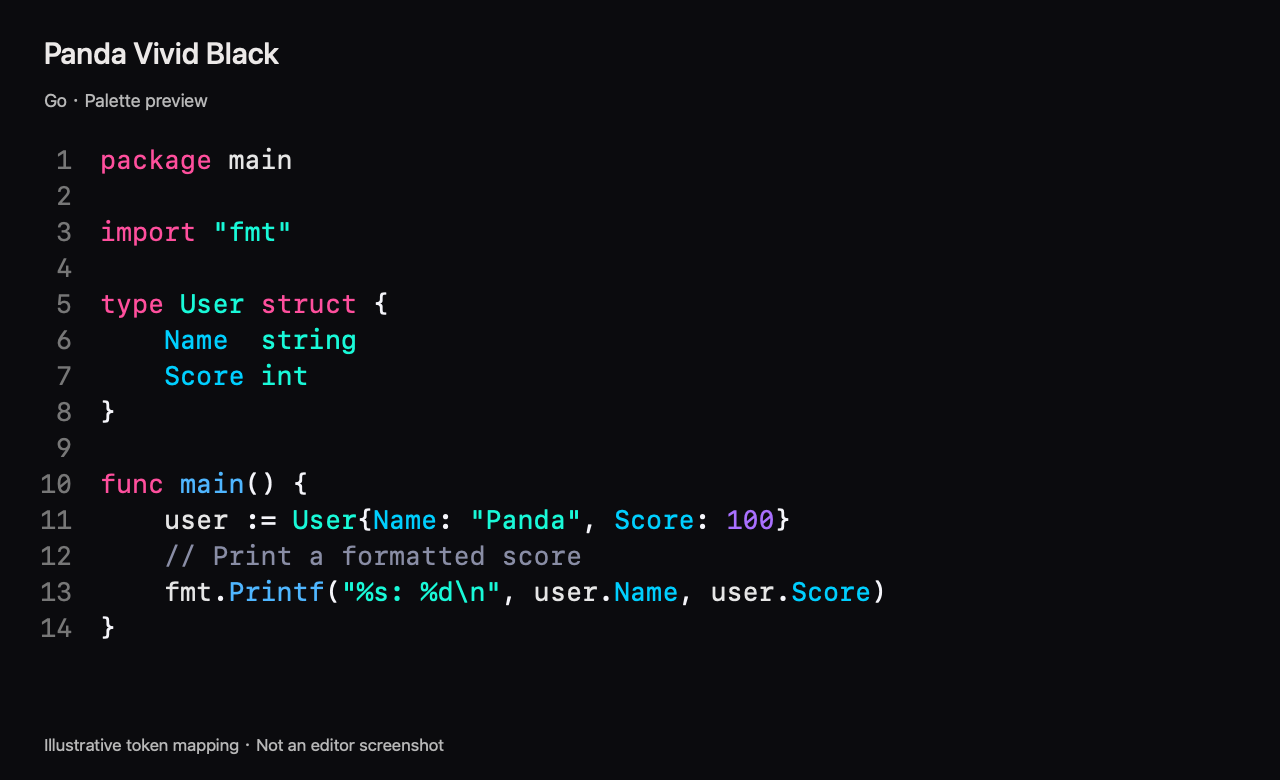 Panda Vivid Black
Go · Palette preview
1 package main
2
3 import "fmt"
4
5 type User struct {
6     Name  string
7     Score int
8 }
9
10 func main() {
11     user := User{Name: "Panda", Score: 100}
12     // Print a formatted score
13     fmt.Printf("%s: %d\n", user.Name, user.Score)
14 }
Illustrative token mapping · Not an editor screenshot